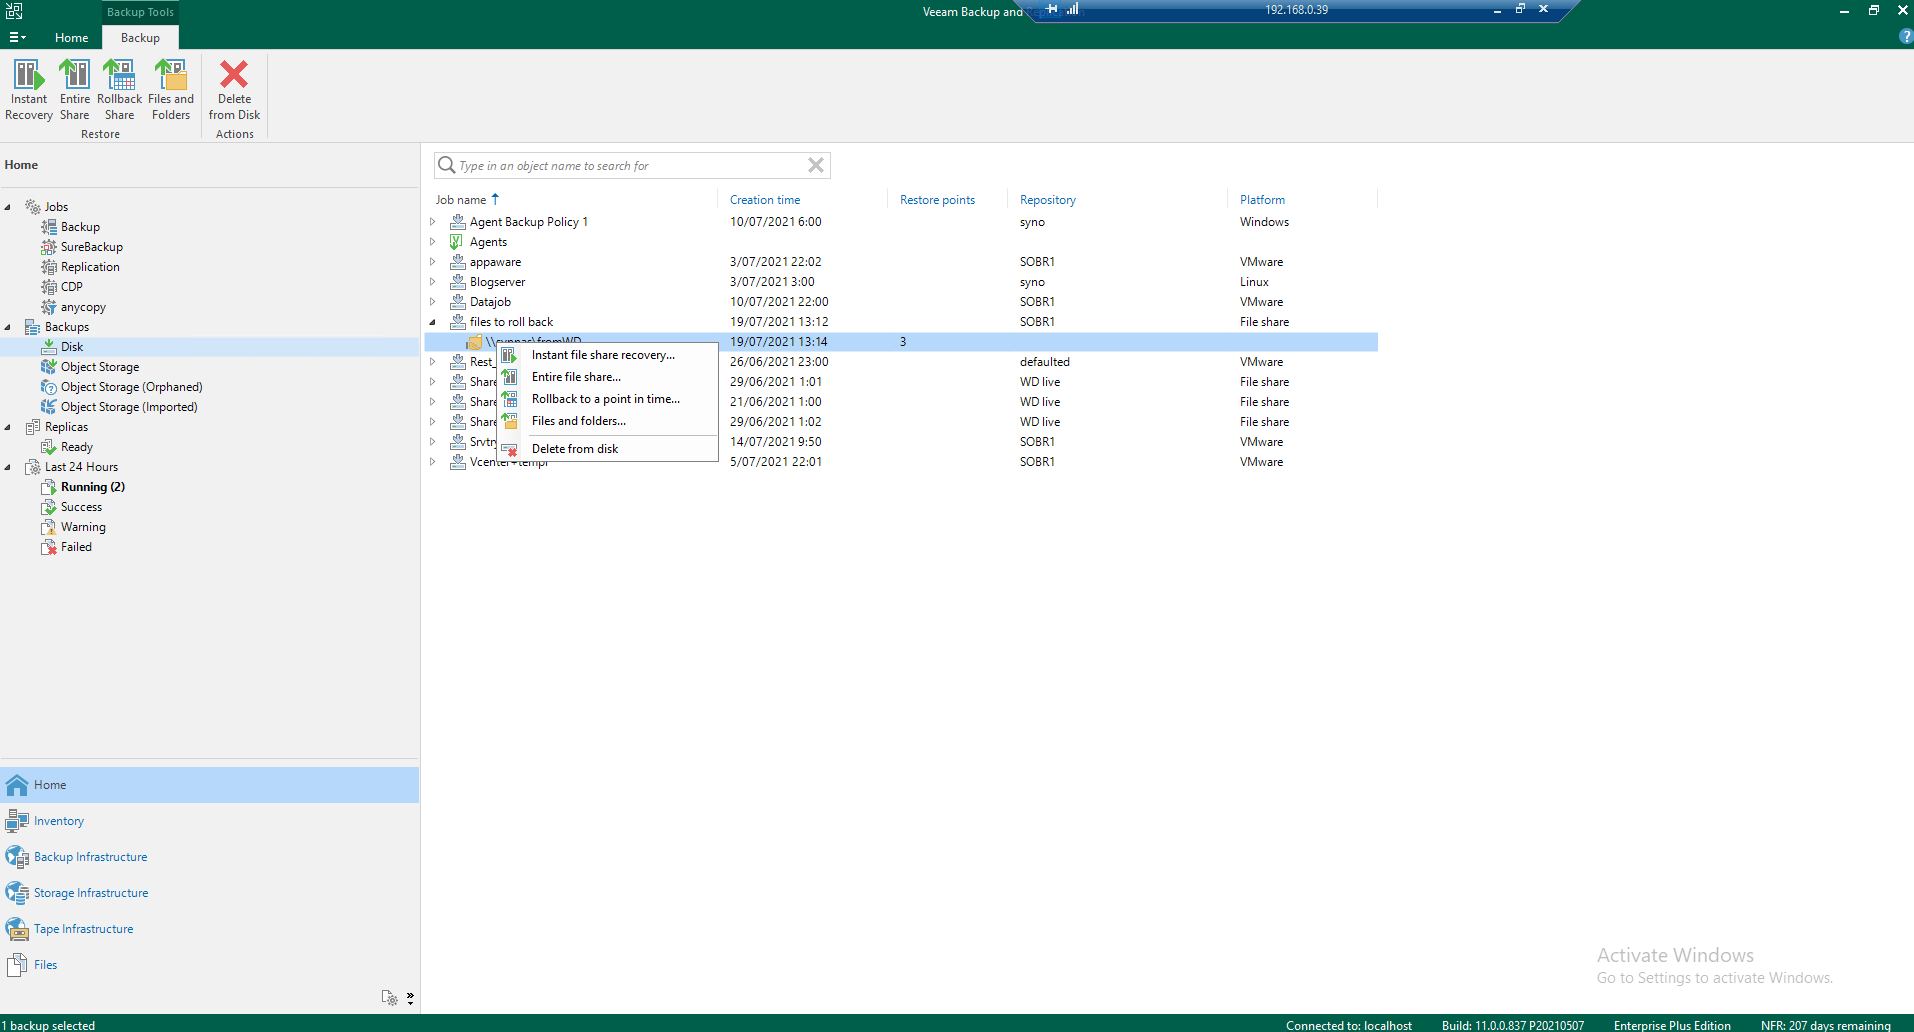 Backup Tools
Veeam Backup and
192.168.0.39
Home
Backup
Instant Recovery
Entire Share
Rollback Share
Files and Folders
Delete from Disk
Restore
Actions
Home
Type in an object name to search for
Jobs
Backup
SureBackup
Replication
CDP
anycopy
Backups
Disk
Object Storage
Object Storage (Orphaned)
Object Storage (Imported)
Replicas
Ready
Last 24 Hours
Running (2)
Success
Warning
Failed
Job name Creation time Restore points Repository Platform
Agent Backup Policy 1 10/07/2021 6:00 syno Windows
Agents
appaware 3/07/2021 22:02 SOBR1 VMware
Blogserver 3/07/2021 3:00 syno Linux
Datajob 10/07/2021 22:00 SOBR1 VMware
files to roll back 19/07/2021 13:12 SOBR1 File share
19/07/2021 13:14 3
Rest_ 26/06/2021 23:00 defaulted VMware
Share 29/06/2021 1:01 WD live File share
Share 21/06/2021 1:00 WD live File share
Share 29/06/2021 1:02 WD live File share
14/07/2021 9:50 SOBR1 VMware
5/07/2021 22:01 SOBR1 VMware
Instant file share recovery...
Entire file share...
Rollback to a point in time...
Files and folders...
Delete from disk
Home
Inventory
Backup Infrastructure
Storage Infrastructure
Tape Infrastructure
Files
Activate Windows
Go to Settings to activate Windows.
1 backup selected
Connected to: localhost
Build: 11.0.0.837 P20210507
Enterprise Plus Edition
NFR: 207 days remaining